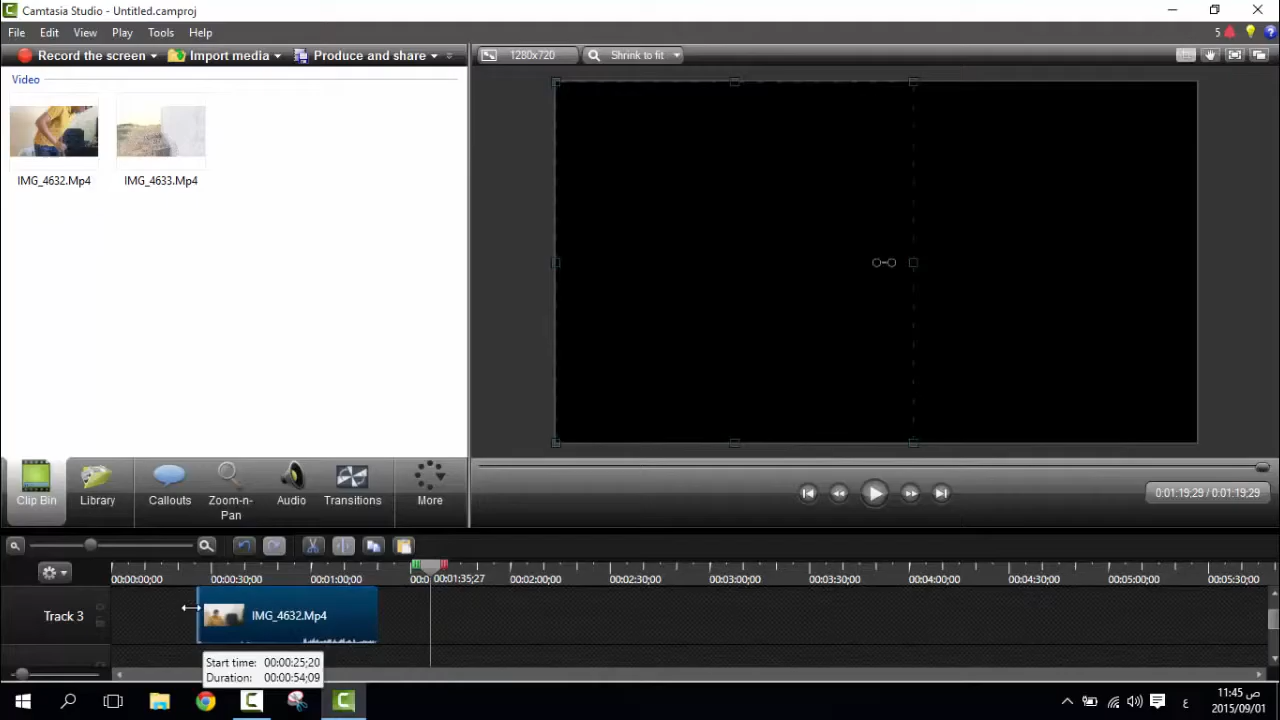 Camtasia Studio - Untitled.camproj
File Edit View Play Tools Help
5
Record the screen Import media Produce and share
1280x720 Shrink to fit
Video
IMG_4632.Mp4 IMG_4633.Mp4
Clip Bin Library Callouts Zoom-n-Pan Audio Transitions More
0:01:19;29 / 0:01:19;29
00:00:00;00 00:00:30;00 00:01:00;00 00:0 00:01:35;27 00:02:00;00 00:02:30;00 00:03:00;00 00:03:30;00 00:04:00;00 00:04:30;00 00:05:00;00 00:05:30;00
Track 3 IMG_4632.Mp4
Start time: 00:00:25;20
Duration: 00:00:54;09
ع
11:45 ص
2015/09/01